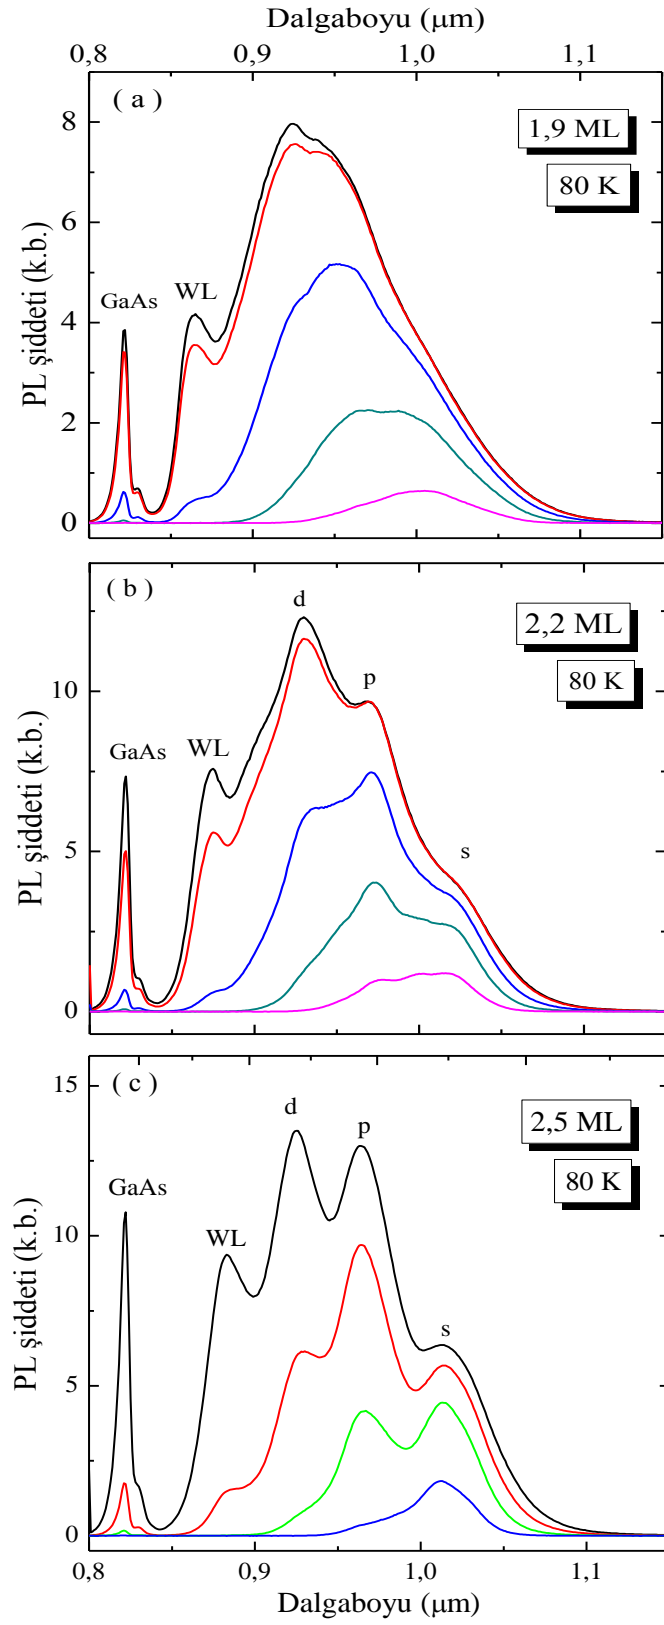 Dalgaboyu (μm)
0,8 0,9 1,0 1,1
( a )
1,9 ML
80 K
8
6
4
2
0
PL şiddeti (k.b.)
GaAs
WL
( b )
2,2 ML
80 K
10
5
0
PL şiddeti (k.b.)
GaAs
WL
d
p
s
( c )
2,5 ML
80 K
15
10
5
0
PL şiddeti (k.b.)
GaAs
WL
d
p
s
0,8 0,9 1,0 1,1
Dalgaboyu (μm)